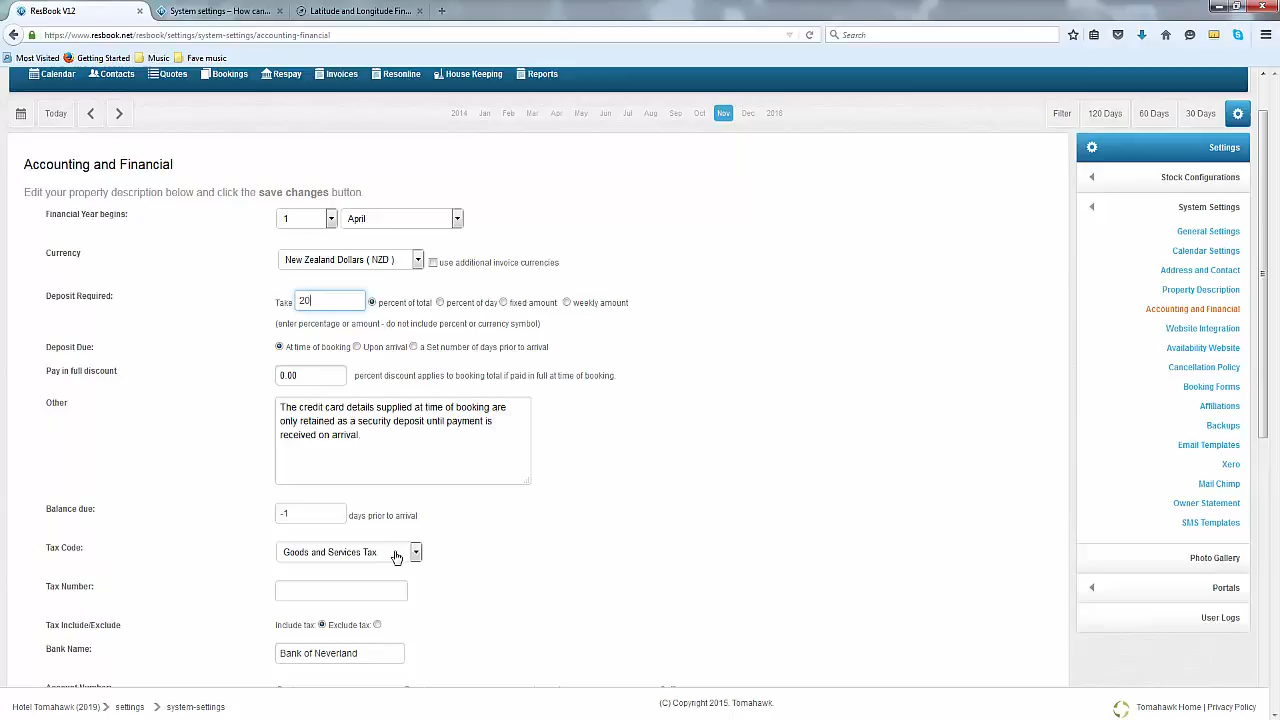 ResBook V12
System settings – How can...
Latitude and Longitude Fin...
https://www.resbook.net/resbook/settings/system-settings/accounting-financial
Search
Most Visited
Getting Started
Music
Fave music
Calendar
Contacts
Quotes
Bookings
Respay
Invoices
Resonline
House Keeping
Reports
Today
2014 Jan Feb Mar Apr May Jun Jul Aug Sep Oct Nov Dec 2016
Filter
120 Days
60 Days
30 Days
Accounting and Financial
Edit your property description below and click the save changes button.
Financial Year begins:
1
April
Currency
New Zealand Dollars ( NZD )
use additional invoice currencies
Deposit Required:
Take 20 percent of total percent of day fixed amount weekly amount
(enter percentage or amount - do not include percent or currency symbol)
Deposit Due:
At time of booking Upon arrival a Set number of days prior to arrival
Pay in full discount
0.00
percent discount applies to booking total if paid in full at time of booking.
Other
The credit card details supplied at time of booking are
only retained as a security deposit until payment is
received on arrival.
Balance due:
-1
days prior to arrival
Tax Code:
Goods and Services Tax
Tax Number:
Tax Include/Exclude
Include tax: Exclude tax:
Bank Name:
Bank of Neverland
Settings
Stock Configurations
System Settings
General Settings
Calendar Settings
Address and Contact
Property Description
Accounting and Financial
Website Integration
Availability Website
Cancellation Policy
Booking Forms
Affiliations
Backups
Email Templates
Xero
Mail Chimp
Owner Statement
SMS Templates
Photo Gallery
Portals
User Logs
Hotel Tomahawk (2019)
settings
system-settings
(C) Copyright 2015. Tomahawk.
Tomahawk Home | Privacy Policy